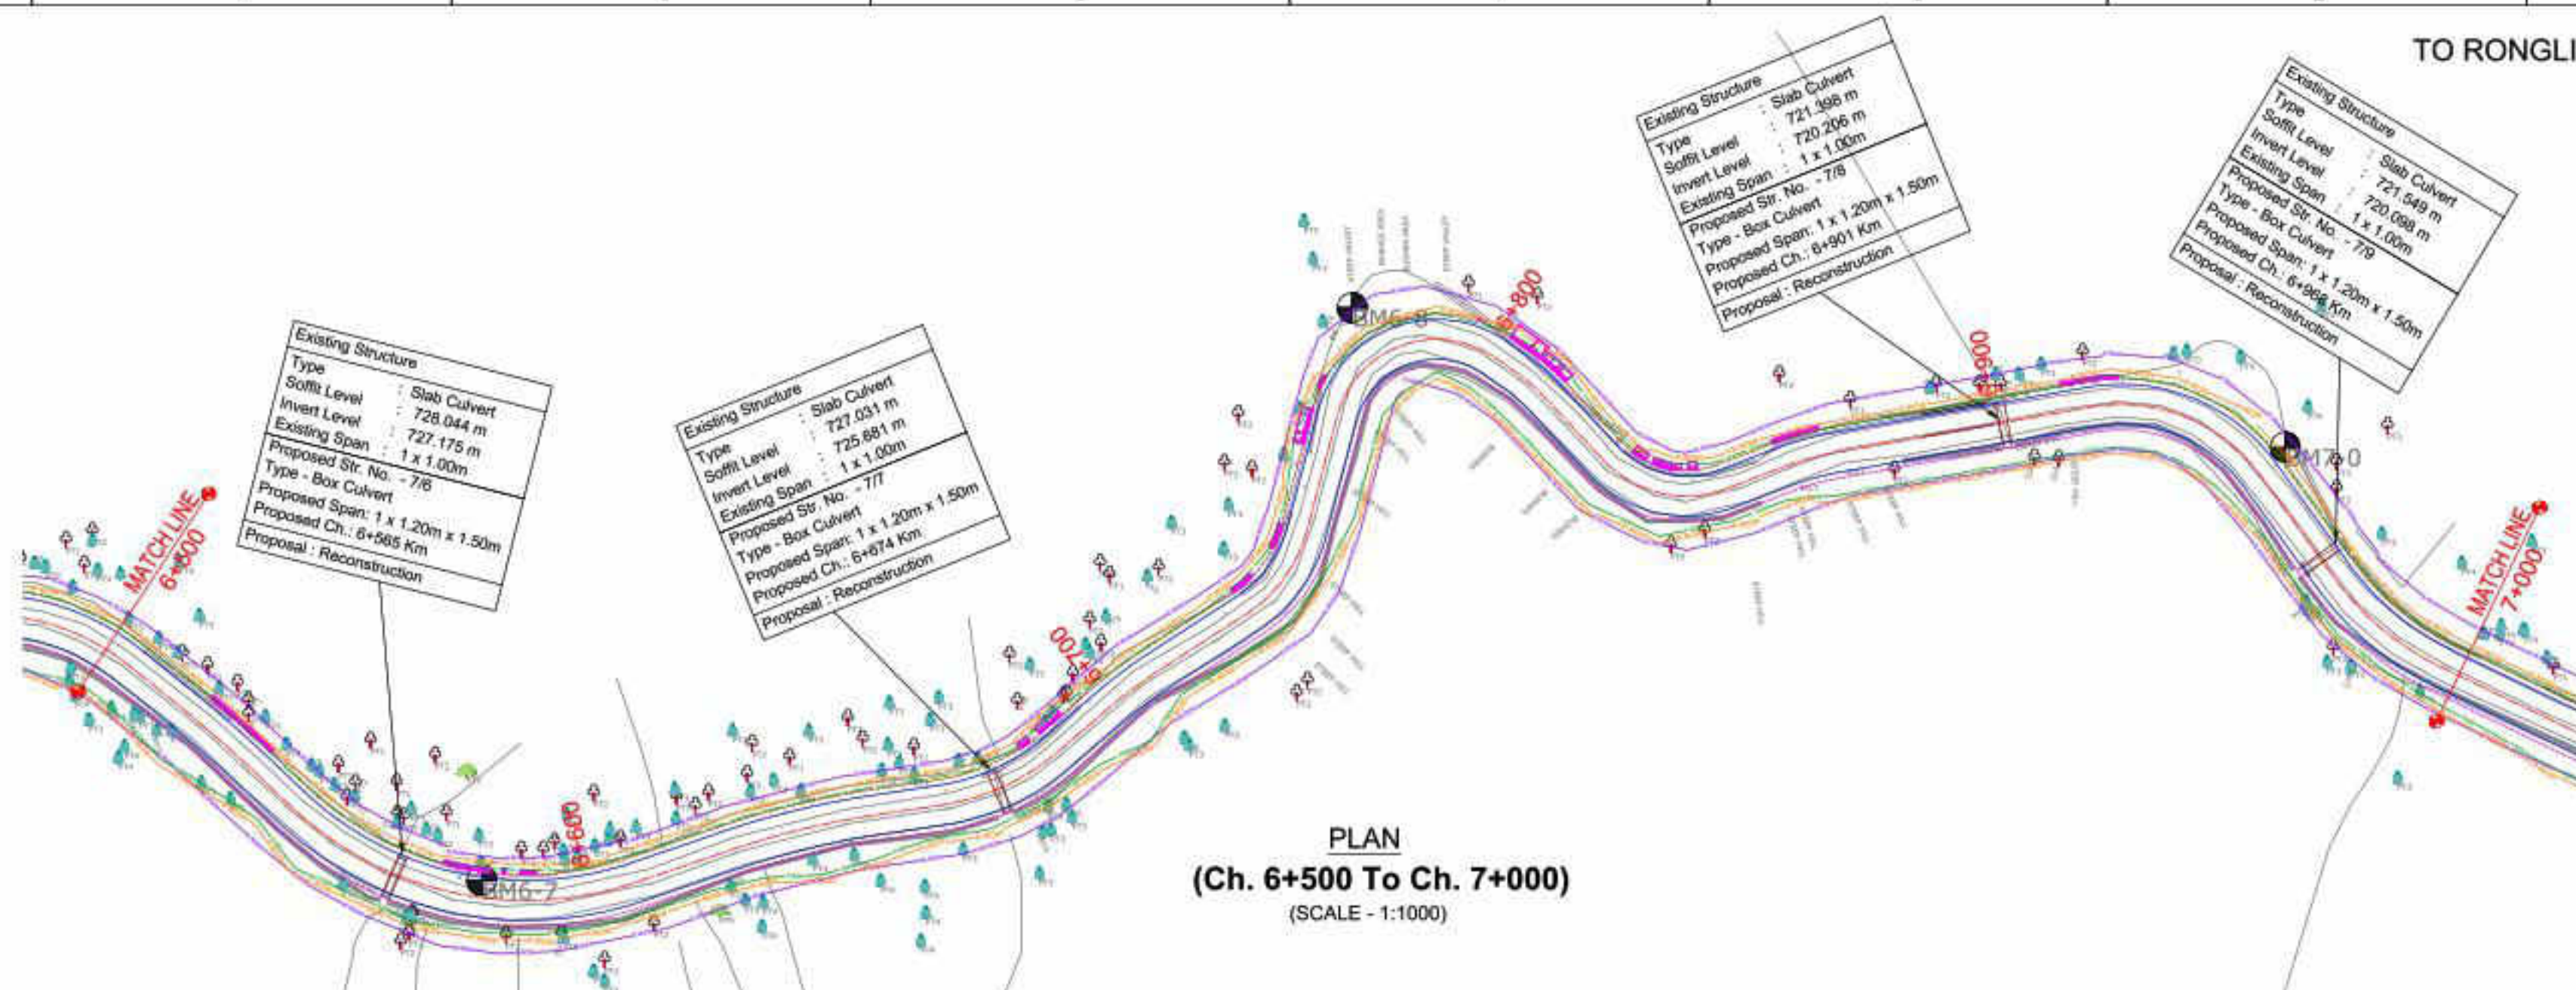 TO RONGLI
Existing Structure
Type : Slab Culvert
Soffit Level : 728.044 m
Invert Level : 727.175 m
Existing Span : 1 x 1.00m
Proposed Str. No. - 7/6
Type - Box Culvert
Proposed Span: 1 x 1.20m x 1.50m
Proposed Ch.: 6+565 Km
Proposal : Reconstruction
Existing Structure
Type : Slab Culvert
Soffit Level : 727.031 m
Invert Level : 725.681 m
Existing Span : 1 x 1.00m
Proposed Str. No. - 7/7
Type - Box Culvert
Proposed Span: 1 x 1.20m x 1.50m
Proposed Ch.: 6+674 Km
Proposal : Reconstruction
Existing Structure
Type : Slab Culvert
Soffit Level : 721.398 m
Invert Level : 720.206 m
Existing Span : 1 x 1.00m
Proposed Str. No. - 7/8
Type - Box Culvert
Proposed Span: 1 x 1.20m x 1.50m
Proposed Ch.: 6+901 Km
Proposal : Reconstruction
Existing Structure
Type : Slab Culvert
Soffit Level : 721.549 m
Invert Level : 720.098 m
Existing Span : 1 x 1.00m
Proposed Str. No. - 7/9
Type - Box Culvert
Proposed Span: 1 x 1.20m x 1.50m
Proposed Ch.: Km
Proposal : Reconstruction
MATCH LINE
6+500
BM6-7
6+600
6+700
BM6-8
6+800
6+900
BM7-0
MATCH LINE
7+000
PLAN
(Ch. 6+500 To Ch. 7+000)
(SCALE - 1:1000)